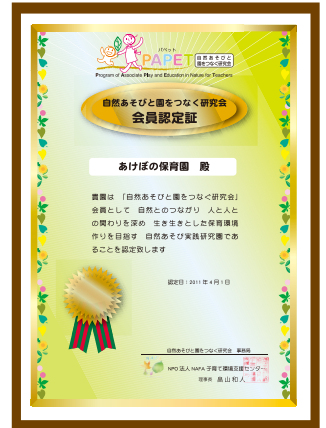 パペット
PAPET 自然あそびと
園をつなぐ研究会
Program of Associate Play and Education in Nature for Teachers
自然あそびと園をつなぐ研究会
会員認定証
あけぼの保育園　殿
貴園は　「自然あそびと園をつなぐ研究会」
会員として　自然とのつながり　人と人と
の関わりを深め　生き生きとした保育環境
作りを目指す　自然あそび実践研究園であ
ることを認定致します
認定日：2011 年 4 月 1 日
自然あそびと園をつなぐ研究会　事務局
NPO 法人 NAFA 子育て環境支援センター
理事長　畠山和人